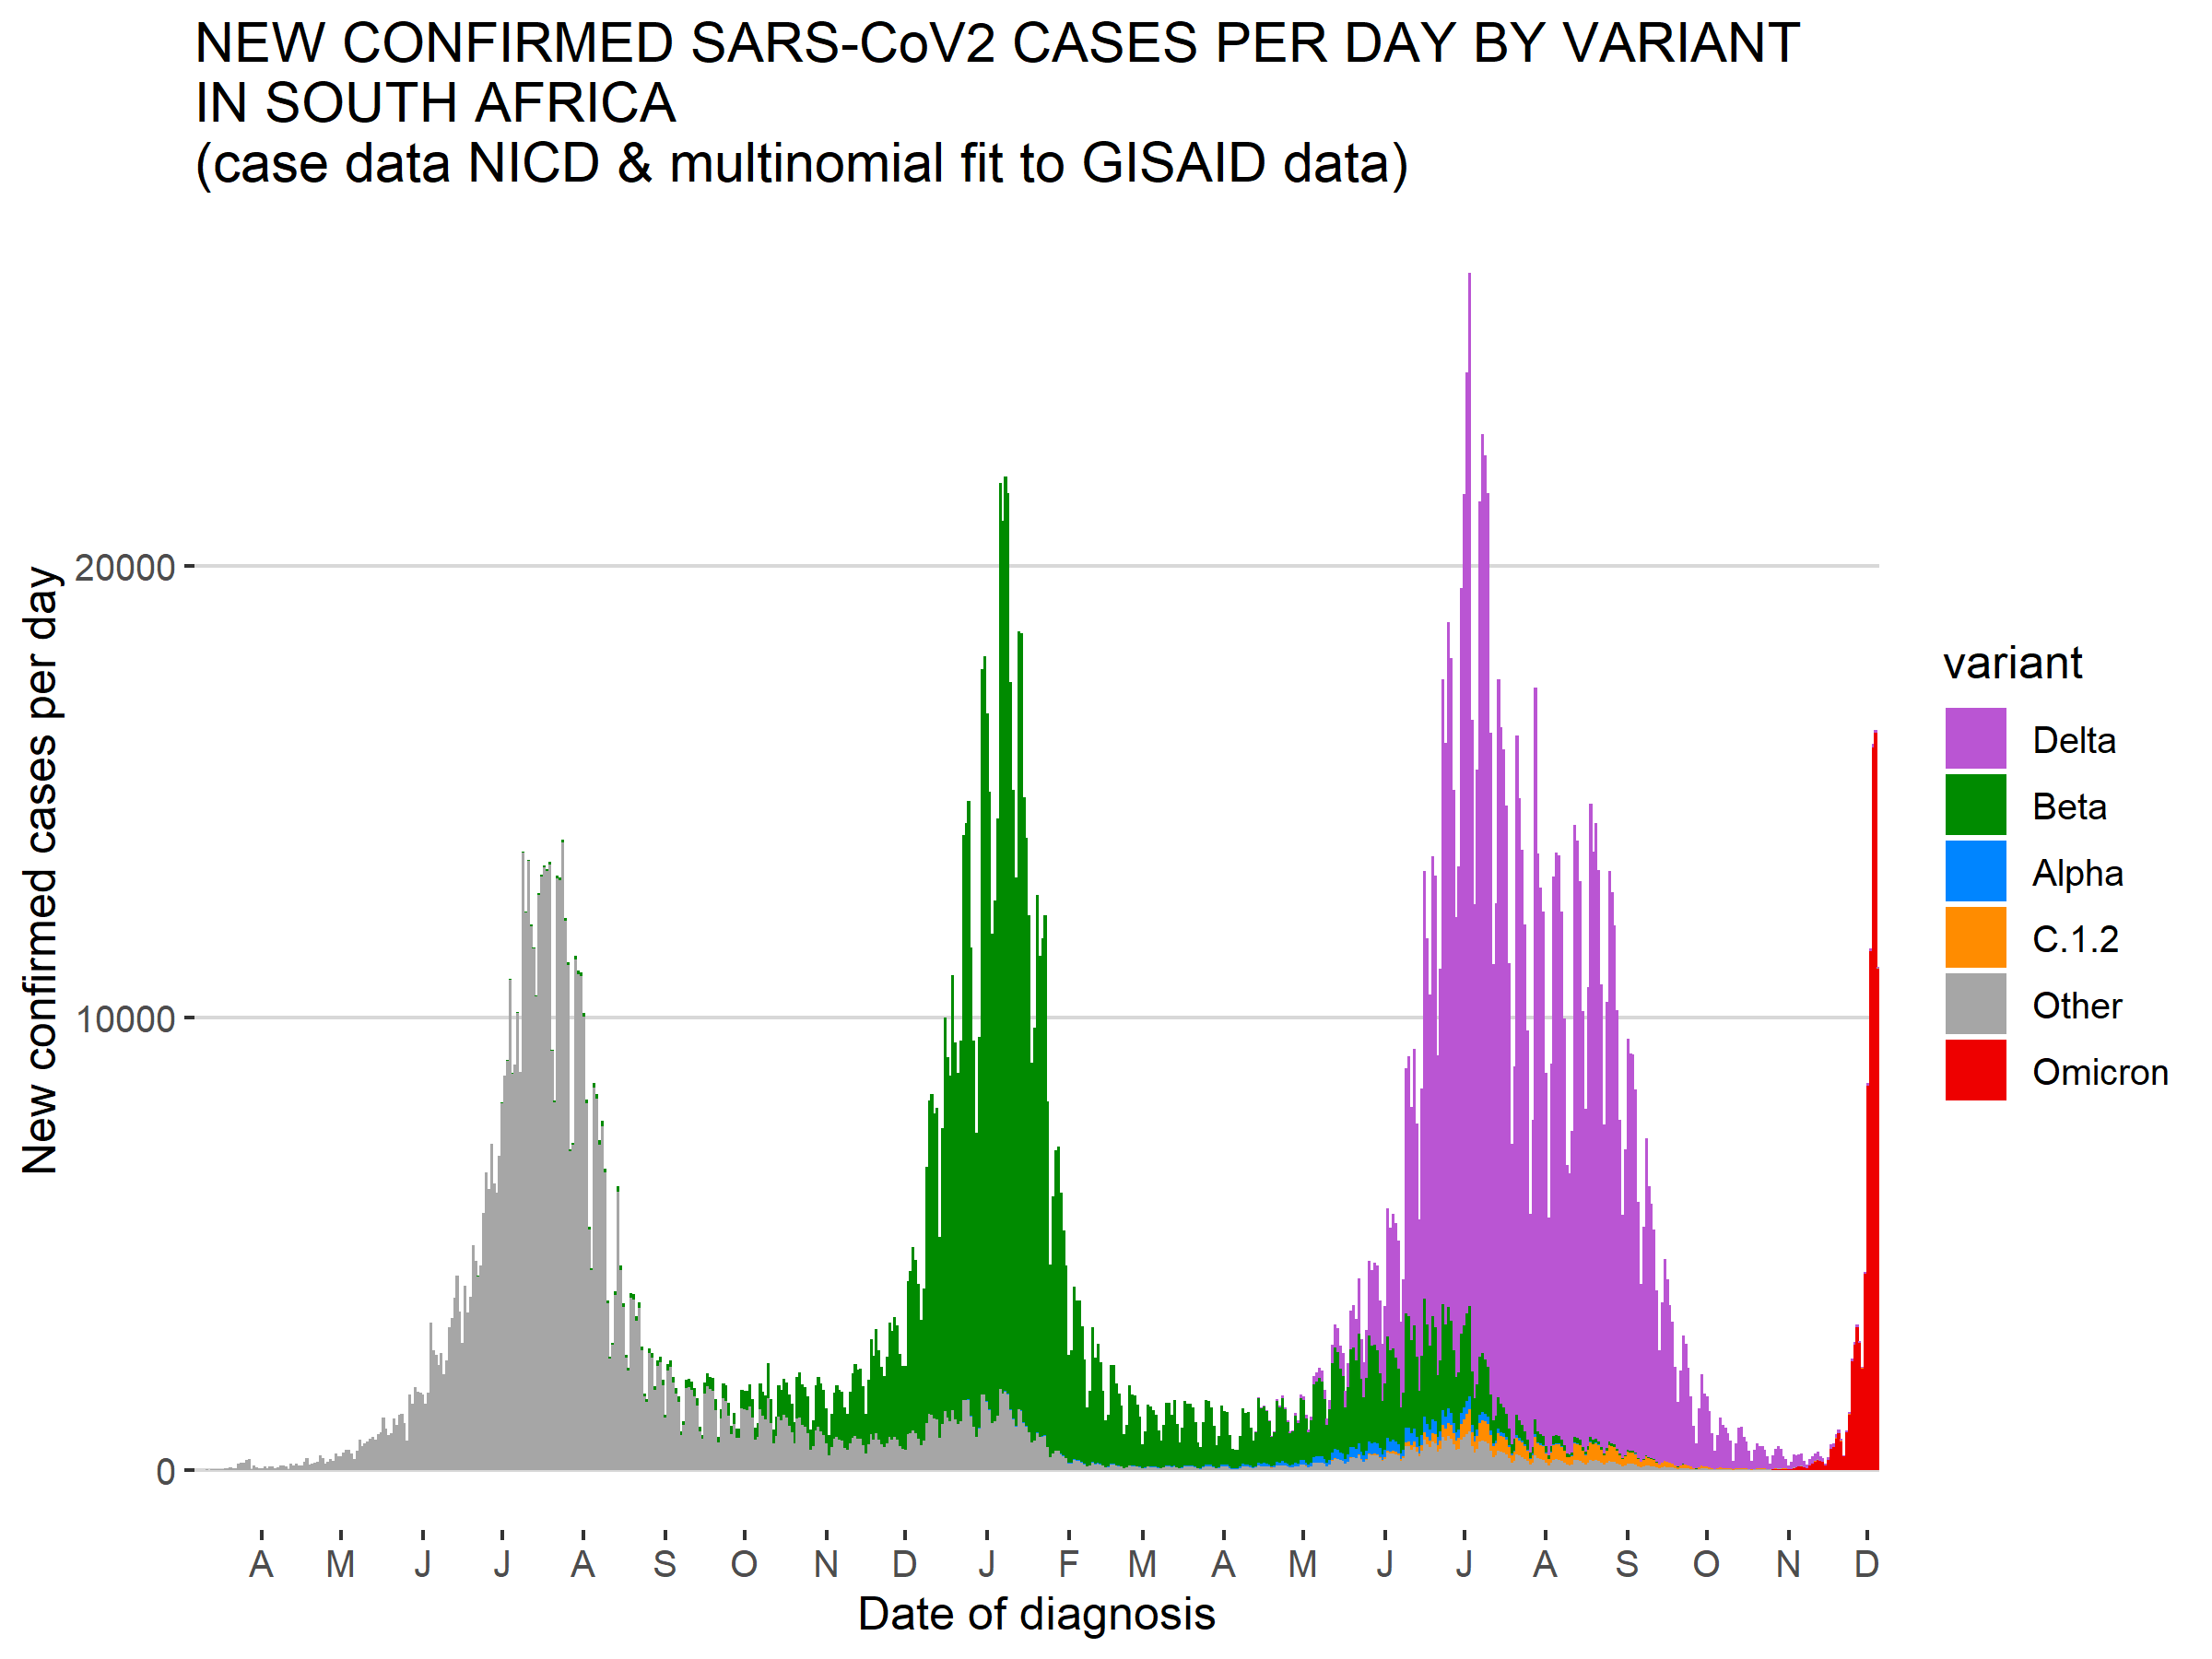 NEW CONFIRMED SARS-CoV2 CASES PER DAY BY VARIANT
IN SOUTH AFRICA
(case data NICD & multinomial fit to GISAID data)
New confirmed cases per day
20000
10000
0
A M J J A S O N D J F M A M J J A S O N D
Date of diagnosis
variant
Delta
Beta
Alpha
C.1.2
Other
Omicron